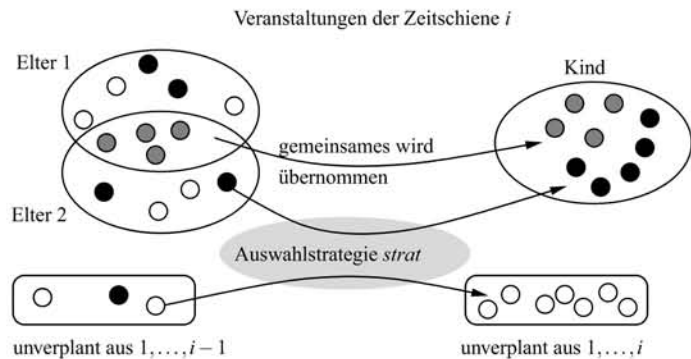 Veranstaltungen der Zeitschiene i
Elter 1
Kind
gemeinsames wird
übernommen
Elter 2
Auswahlstrategie strat
unverplant aus 1,...,i − 1
unverplant aus 1,...,i